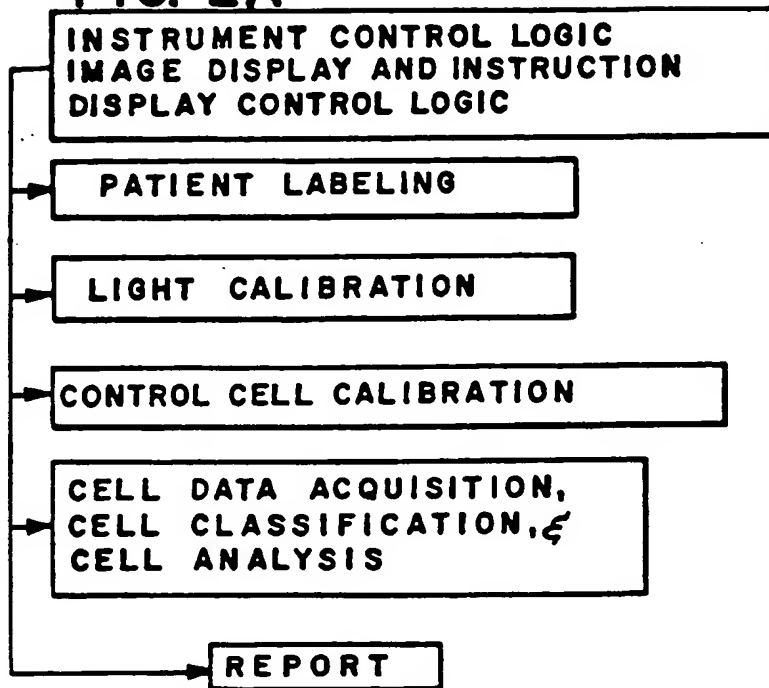 INSTRUMENT CONTROL LOGIC
IMAGE DISPLAY AND INSTRUCTION
DISPLAY CONTROL LOGIC
PATIENT LABELING
LIGHT CALIBRATION
CONTROL CELL CALIBRATION
CELL DATA ACQUISITION,
CELL CLASSIFICATION, &
CELL ANALYSIS
REPORT